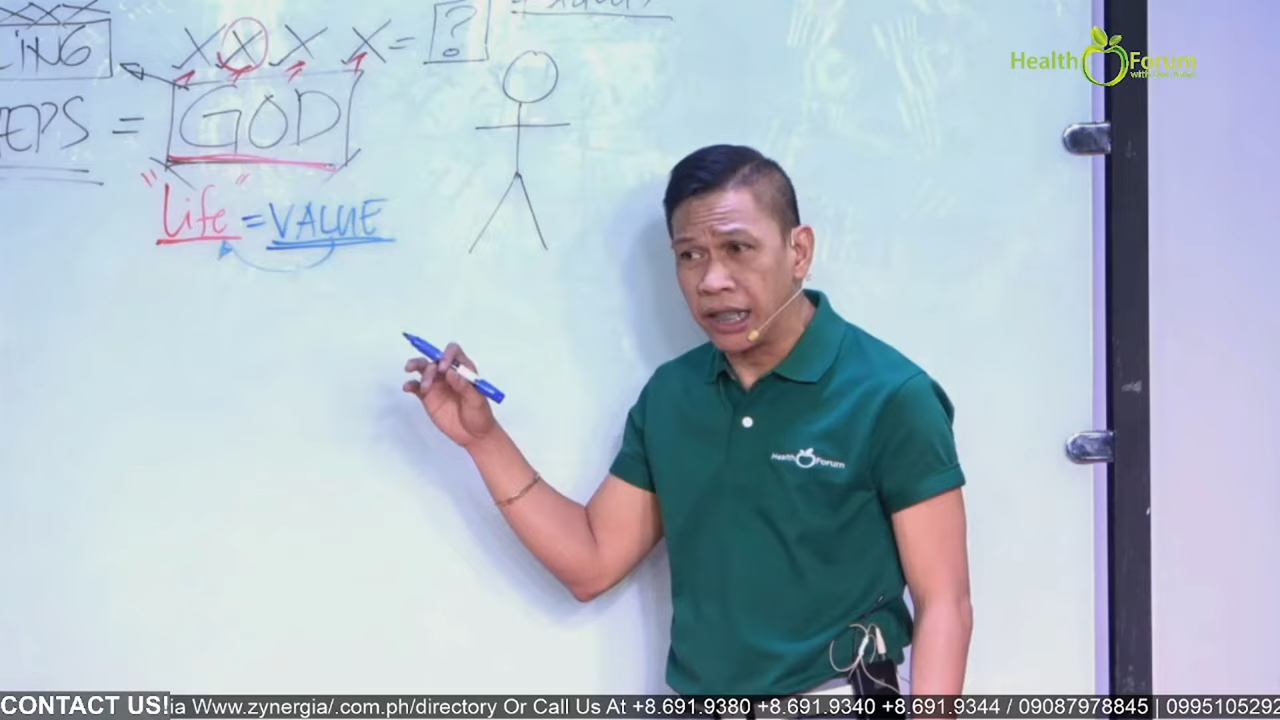 XXX
LING
X X X X = ?
EPS = GOD
"Life" = VALUE
Health Forum
Health Forum
CONTACT US! ia Www.zynergia/.com.ph/directory Or Call Us At +8.691.9380 +8.691.9340 +8.691.9344 / 09087978845 | 0995105292